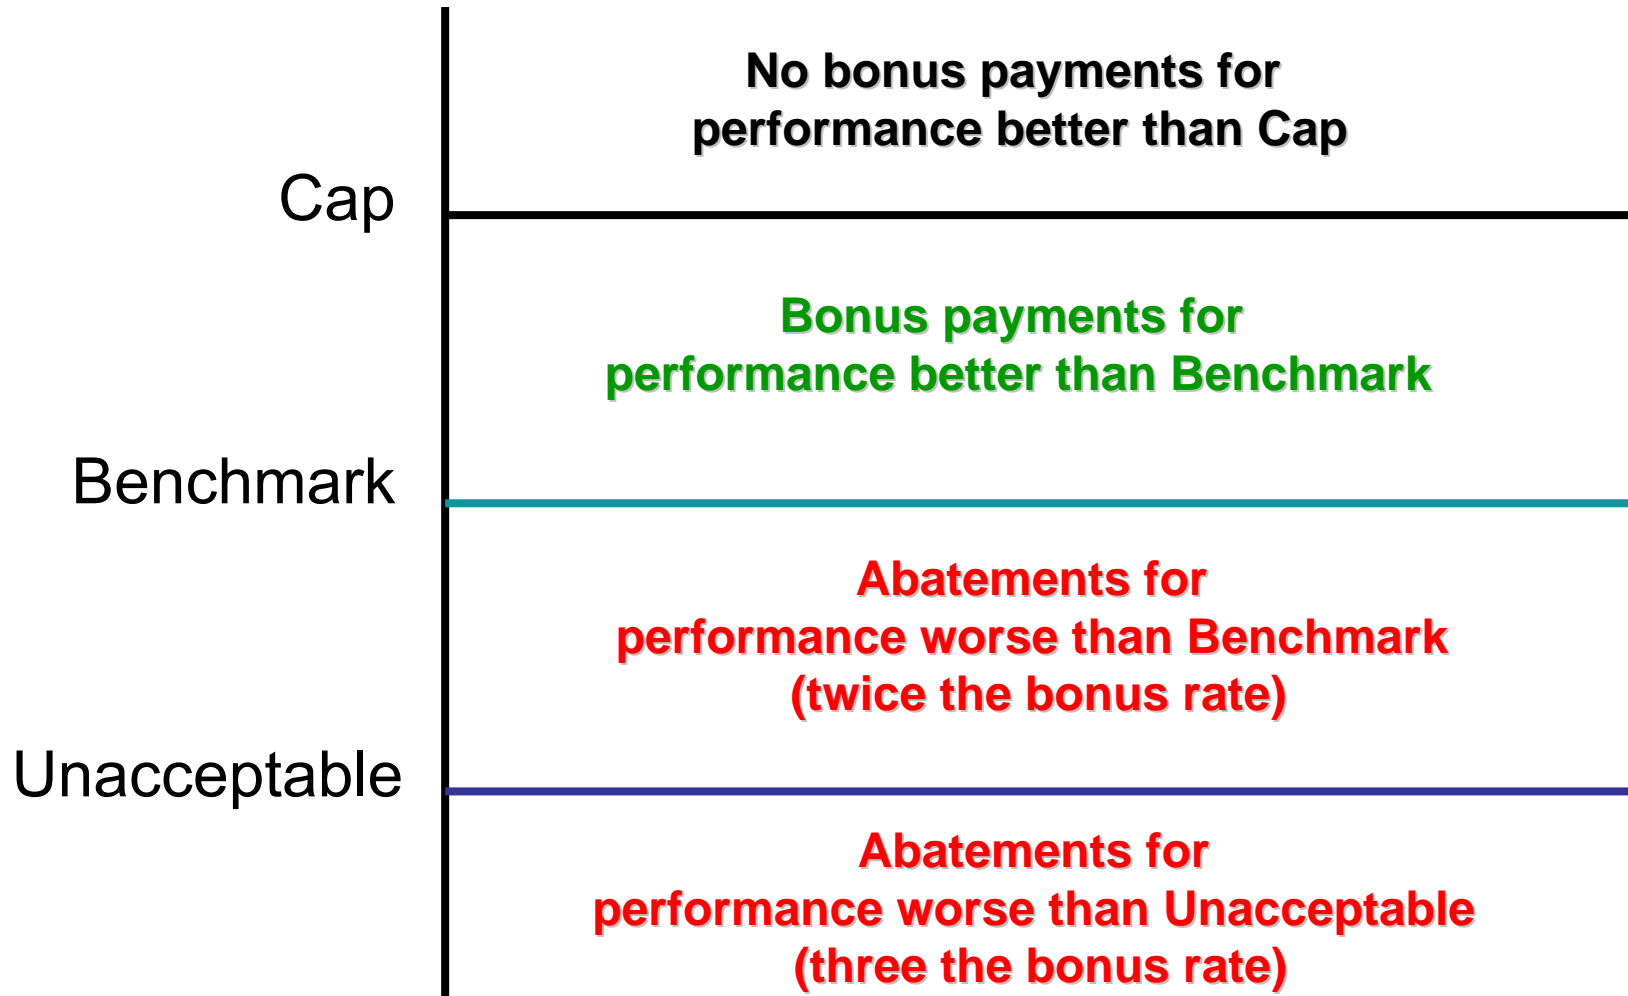 No bonus payments for
performance better than Cap
Cap
Bonus payments for
performance better than Benchmark
Benchmark
Abatements for
performance worse than Benchmark
(twice the bonus rate)
Unacceptable
Abatements for
performance worse than Unacceptable
(three the bonus rate)